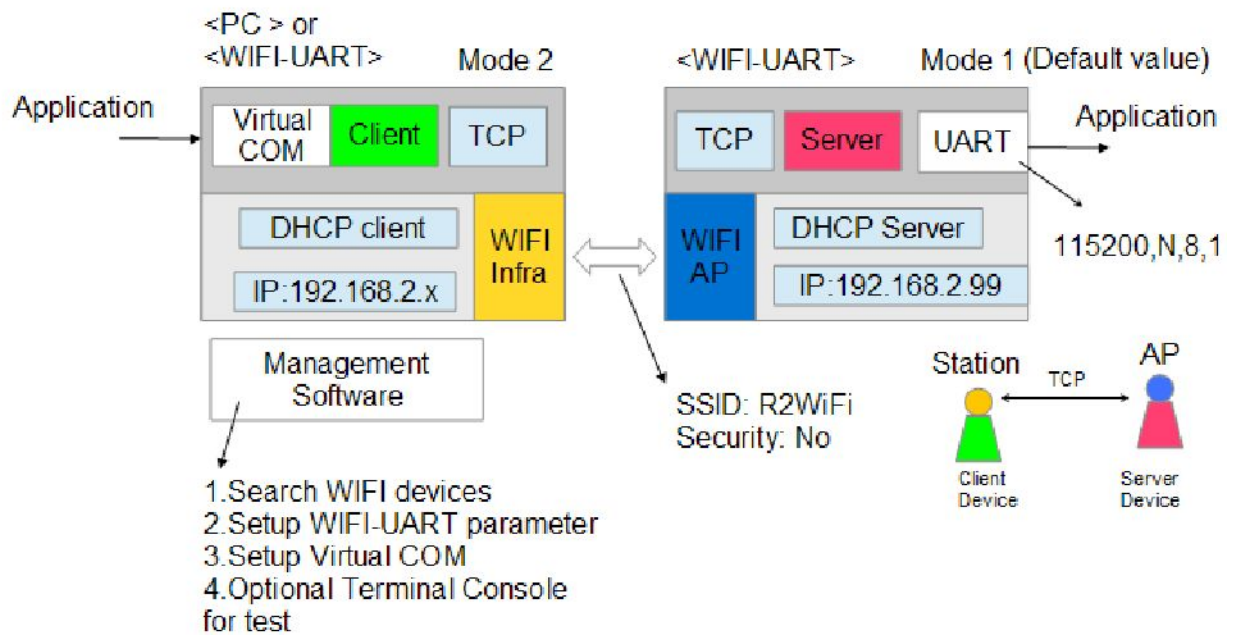 <PC > or
<WIFI-UART>
Mode 2
Application
Virtual
COM
Client
TCP
DHCP client
IP:192.168.2.x
WIFI
Infra
Management
Software
1.Search WIFI devices
2.Setup WIFI-UART parameter
3.Setup Virtual COM
4.Optional Terminal Console
for test
<WIFI-UART>
Mode 1 (Default value)
TCP
Server
UART
Application
WIFI
AP
DHCP Server
IP:192.168.2.99
115200,N,8,1
SSID: R2WiFi
Security: No
Station
TCP
AP
Client
Device
Server
Device